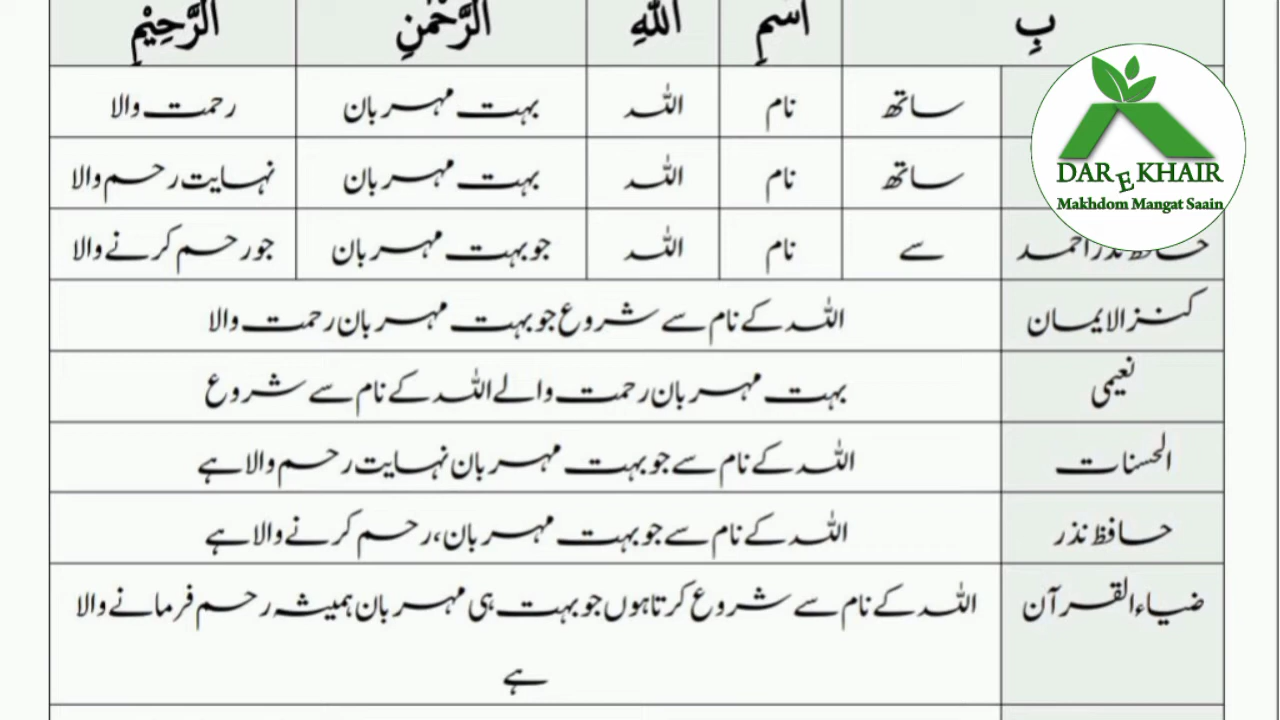 بِ اسْمِ اللّٰهِ الرَّحْمٰنِ الرَّحِيْمِ
ساتھ نام اللہ بہت مہربان رحمت والا
ساتھ نام اللہ بہت مہربان نہایت رحم والا
حافظ نذر احمد سے نام اللہ جو بہت مہربان جو رحم کرنے والا
کنز الایمان اللہ کے نام سے شروع جو بہت مہربان رحمت والا
نعیمی بہت مہربان رحمت والے اللہ کے نام سے شروع
الحسنات اللہ کے نام سے جو بہت مہربان نہایت رحم والا ہے
حافظ نذر اللہ کے نام سے جو بہت مہربان، رحم کرنے والا ہے
ضیاءالقرآن اللہ کے نام سے شروع کرتا ہوں جو بہت ہی مہربان ہمیشہ رحم فرمانے والا
ہے
DAR E KHAIR
Makhdom Mangat Saain